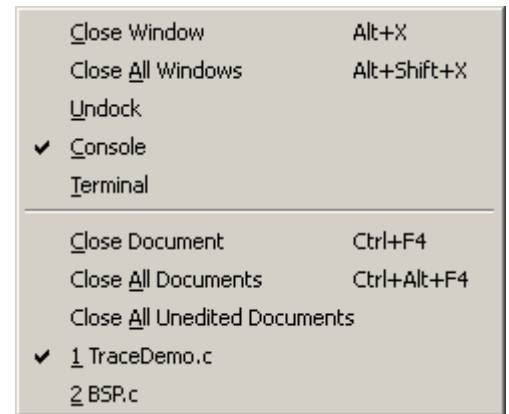 Close Window Alt+X
Close All Windows Alt+Shift+X
Undock
Console
Terminal
Close Document Ctrl+F4
Close All Documents Ctrl+Alt+F4
Close All Unedited Documents
1 TraceDemo.c
2 BSP.c